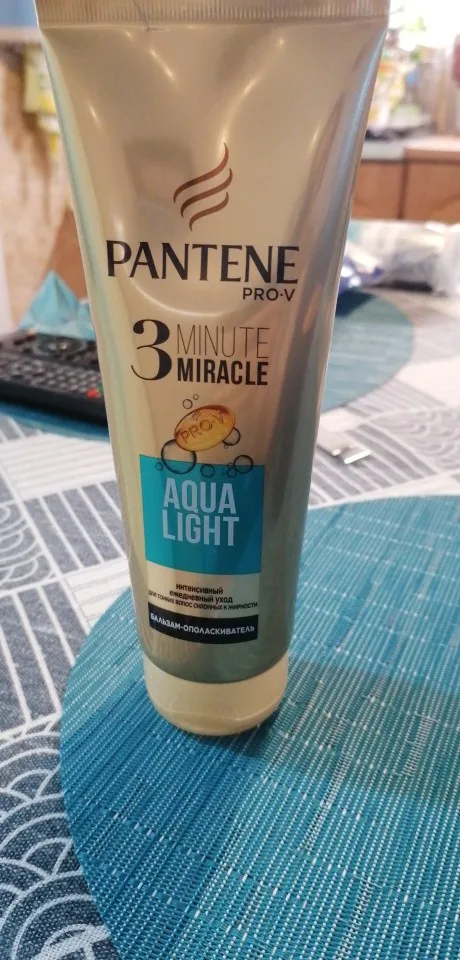 PANTENE
PRO-V
3 MINUTE
MIRACLE
PRO-V
AQUA
LIGHT
интенсивный
ежедневный уход
для тонких волос склонных к жирности
БАЛЬЗАМ-ОПОЛАСКИВАТЕЛЬ